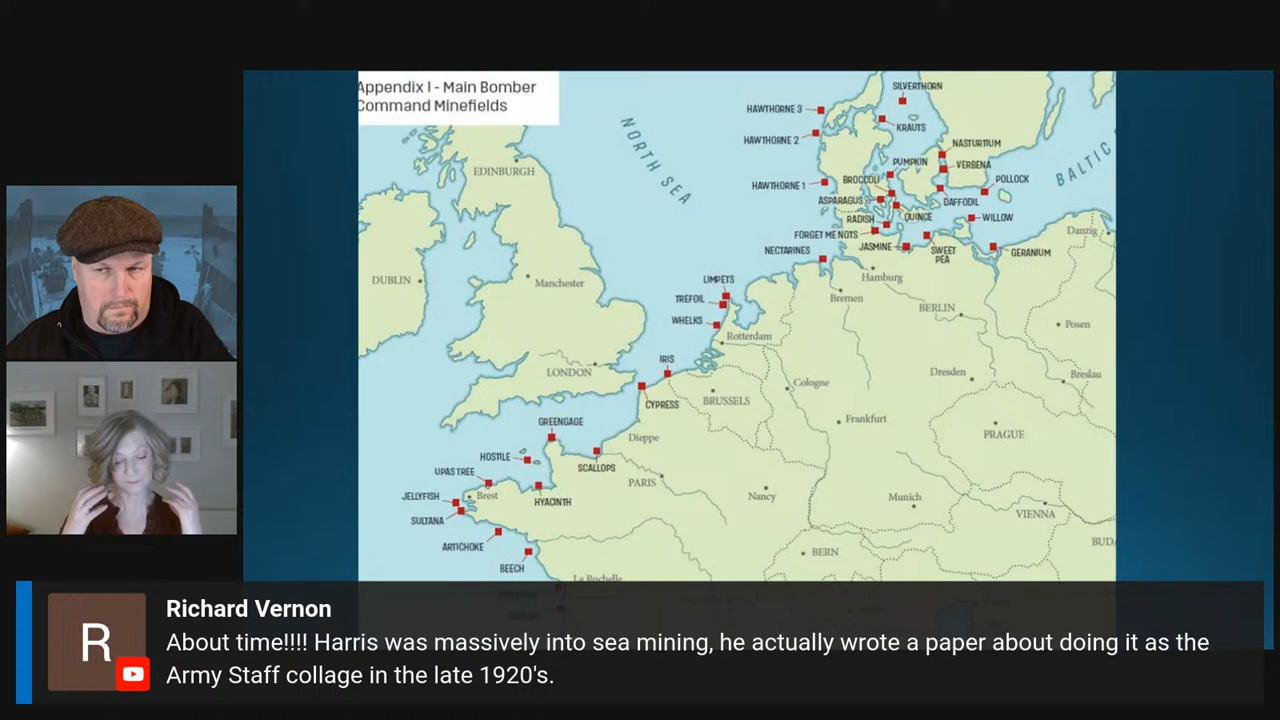 Appendix I - Main Bomber
Command Minefields
SILVERTHORN
HAWTHORNE 3
KRAUTS
HAWTHORNE 2
NORTH SEA
NASTURTIUM
PUMPKIN
VERBENA
BALTIC
EDINBURGH
BROCCOLI
POLLOCK
HAWTHORNE 1
ASPARAGUS
DAFFODIL
RADISH
QUINCE
WILLOW
FORGET ME NOTS
Danzig
NECTARINES
JASMINE
SWEET
PEA
GERANIUM
DUBLIN
Manchester
LIMPETS
Hamburg
TREFOIL
Bremen
BERLIN
WHELKS
Rotterdam
Posen
IRIS
LONDON
Cologne
Dresden
Breslau
CYPRESS
BRUSSELS
GREENGAGE
Frankfurt
Dieppe
PRAGUE
HOSTILE
SCALLOPS
UPAS TREE
PARIS
JELLYFISH
Brest
HYACINTH
Nancy
Munich
VIENNA
SULTANA
ARTICHOKE
BERN
BUD
BEECH
La Rochelle
R
Richard Vernon
About time!!!! Harris was massively into sea mining, he actually wrote a paper about doing it as the
Army Staff collage in the late 1920's.